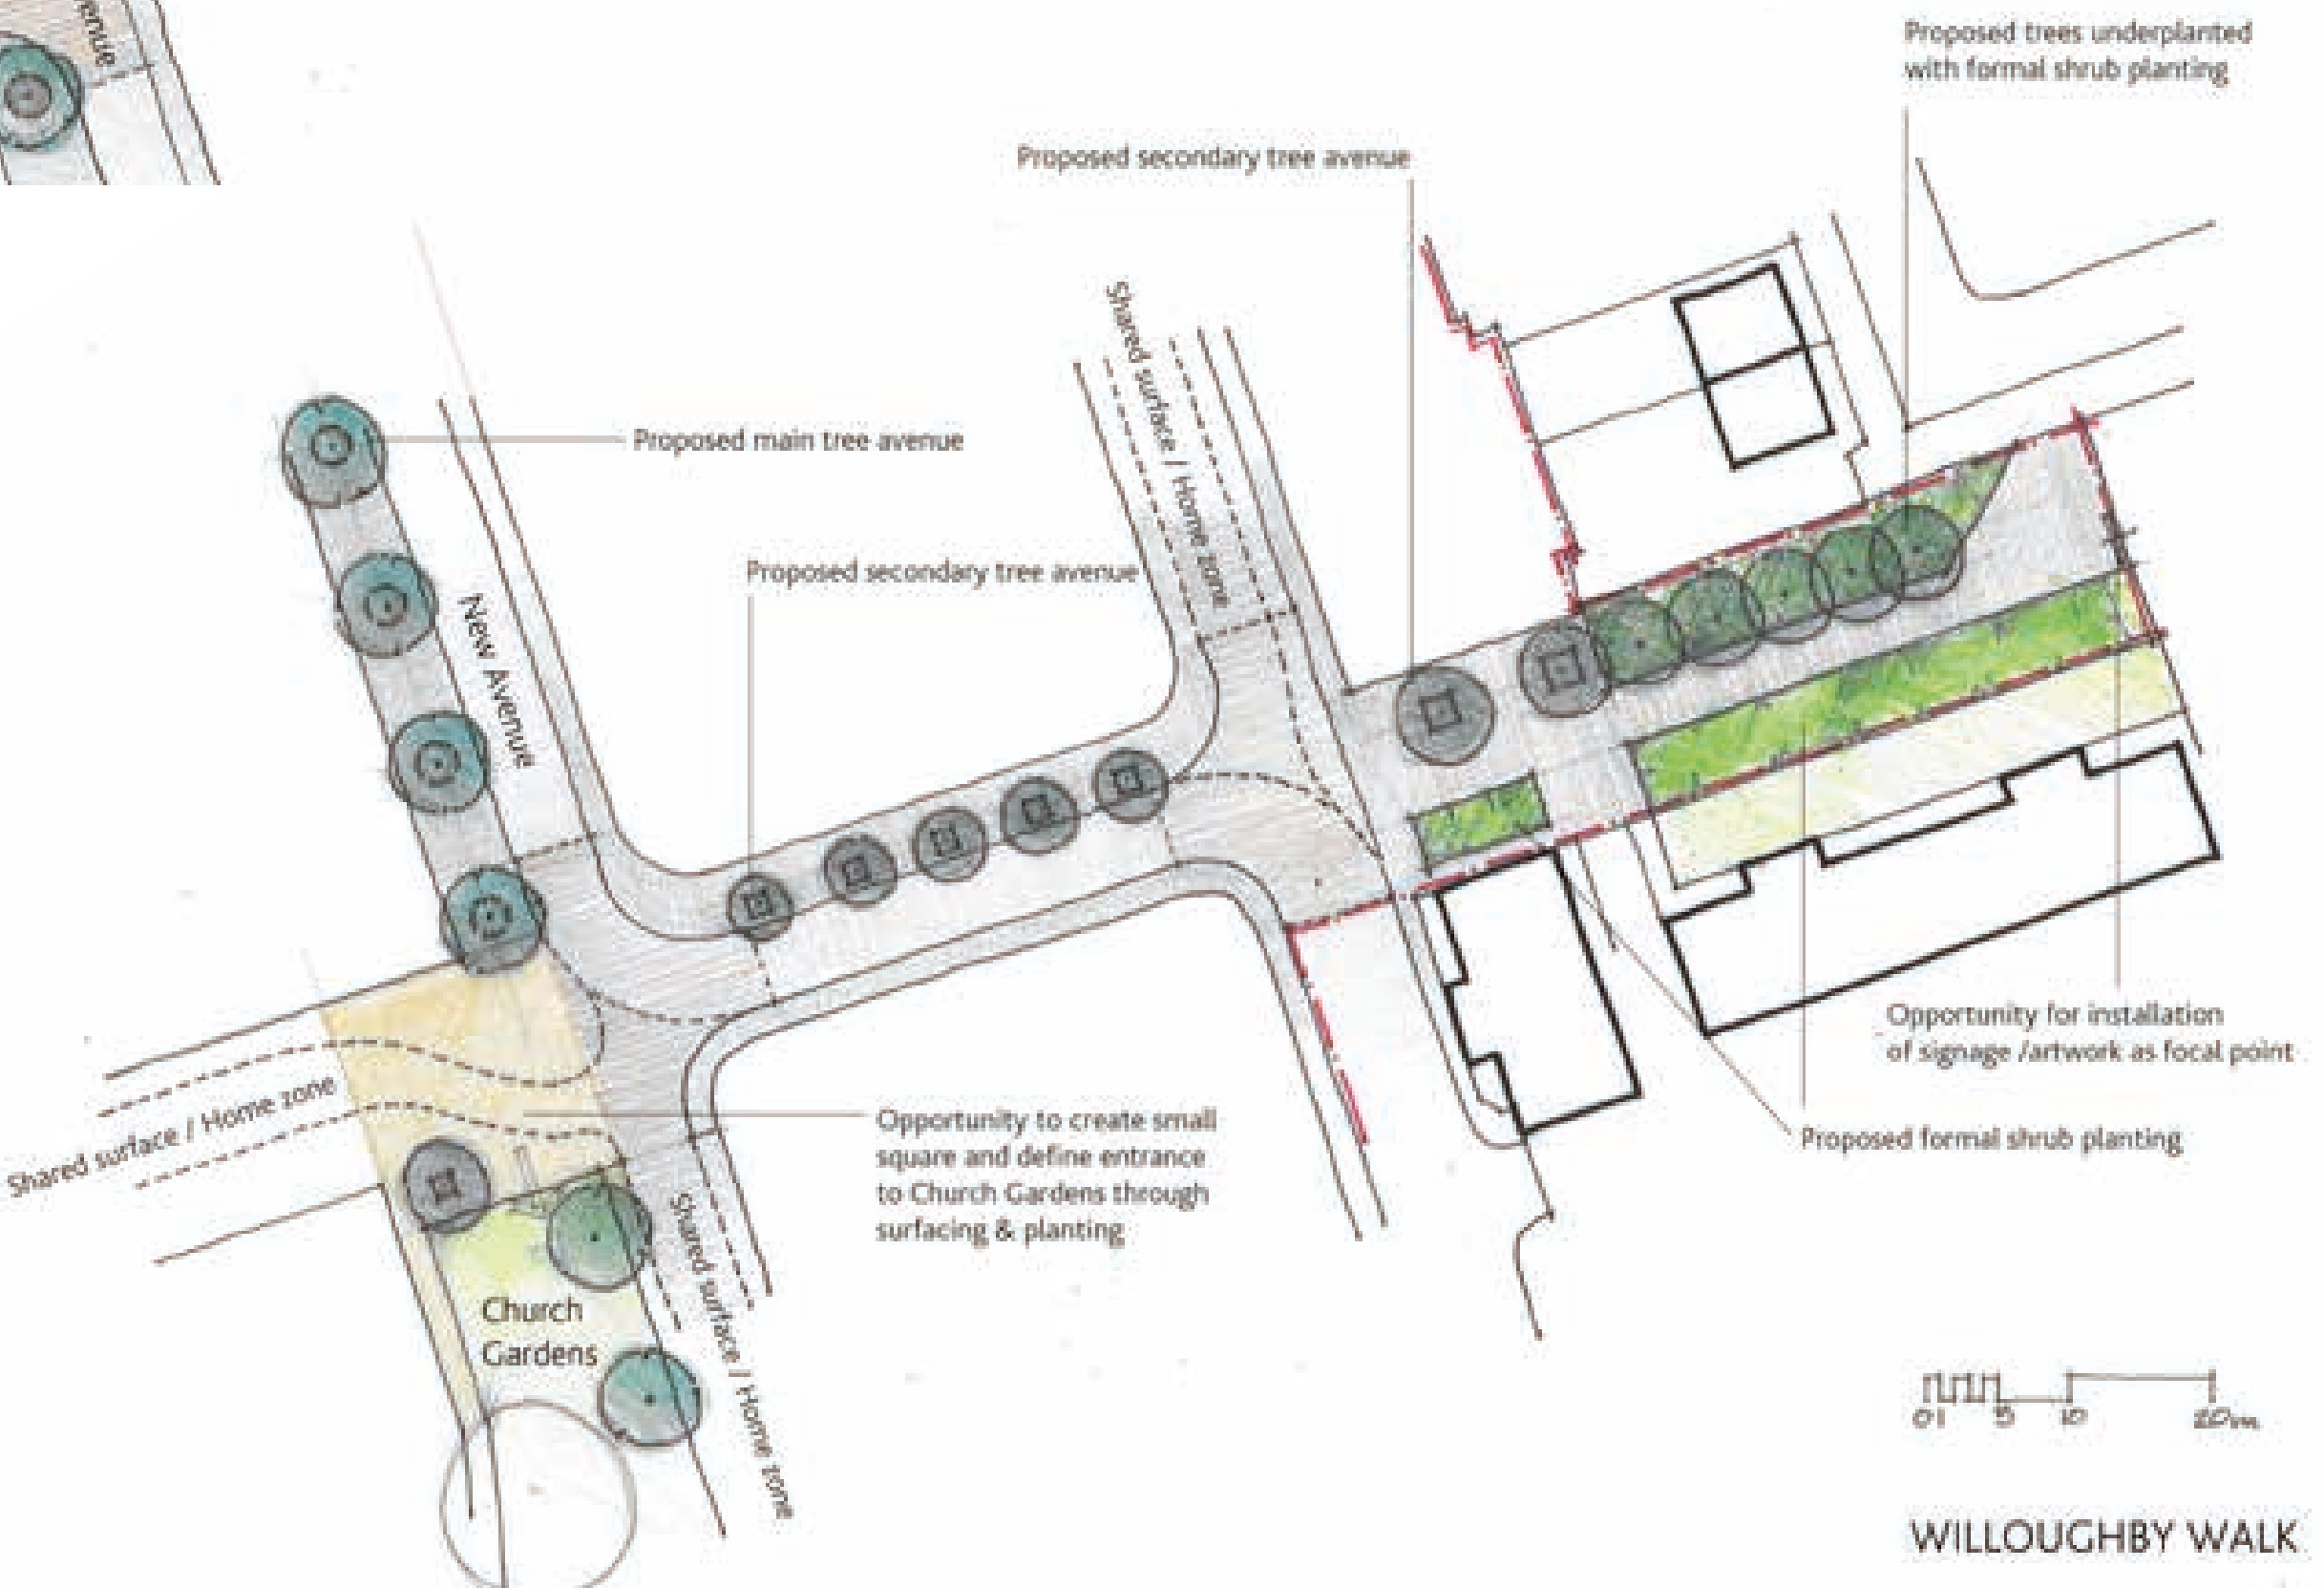 enue
Proposed trees underplanted
with formal shrub planting
Proposed secondary tree avenue
Shared surface / Home zone
Proposed main tree avenue
Proposed secondary tree avenue
New Avenue
Shared surface / Home zone
Opportunity to create small
square and define entrance
to Church Gardens through
surfacing & planting
Opportunity for installation
of signage /artwork as focal point
Proposed formal shrub planting
Shared surface / Home zone
Church
Gardens
0 1 5 10 20m
WILLOUGHBY WALK